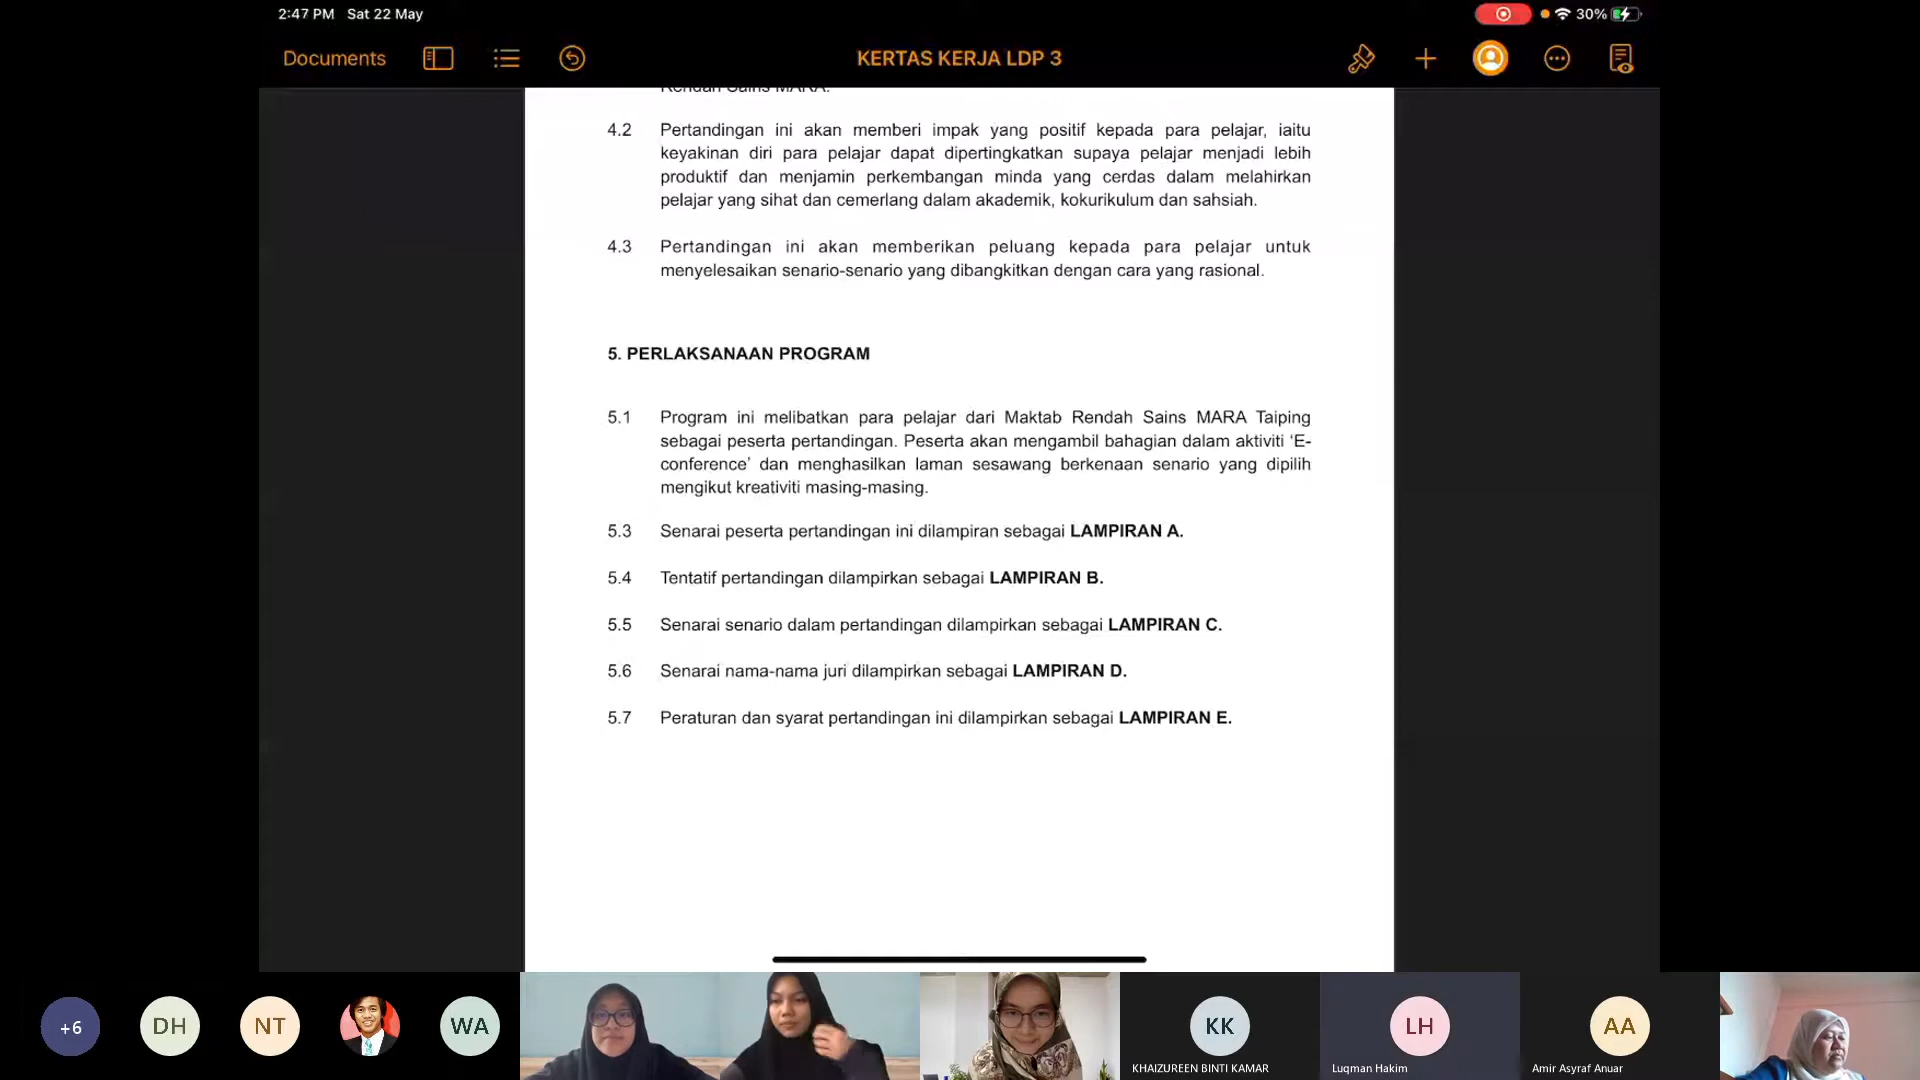 2:47 PM Sat 22 May
30%
Documents
KERTAS KERJA LDP 3
Rendah Sains MARA.
4.2 Pertandingan ini akan memberi impak yang positif kepada para pelajar, iaitu
keyakinan diri para pelajar dapat dipertingkatkan supaya pelajar menjadi lebih
produktif dan menjamin perkembangan minda yang cerdas dalam melahirkan
pelajar yang sihat dan cemerlang dalam akademik, kokurikulum dan sahsiah.
4.3 Pertandingan ini akan memberikan peluang kepada para pelajar untuk
menyelesaikan senario-senario yang dibangkitkan dengan cara yang rasional.
5. PERLAKSANAAN PROGRAM
5.1 Program ini melibatkan para pelajar dari Maktab Rendah Sains MARA Taiping
sebagai peserta pertandingan. Peserta akan mengambil bahagian dalam aktiviti ‘E-
conference’ dan menghasilkan laman sesawang berkenaan senario yang dipilih
mengikut kreativiti masing-masing.
5.3 Senarai peserta pertandingan ini dilampiran sebagai LAMPIRAN A.
5.4 Tentatif pertandingan dilampirkan sebagai LAMPIRAN B.
5.5 Senarai senario dalam pertandingan dilampirkan sebagai LAMPIRAN C.
5.6 Senarai nama-nama juri dilampirkan sebagai LAMPIRAN D.
5.7 Peraturan dan syarat pertandingan ini dilampirkan sebagai LAMPIRAN E.
+6
DH
NT
WA
KK
KHAIZUREEN BINTI KAMAR
LH
Luqman Hakim
AA
Amir Asyraf Anuar